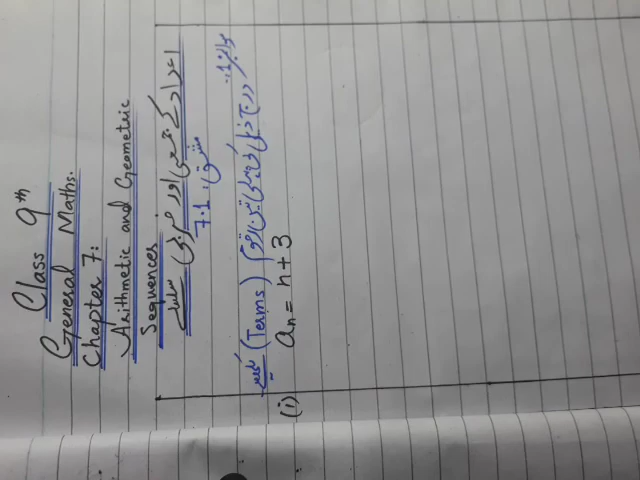 Class 9th
General Maths.
Chapter 7:
Arithmetic and Geometric
Sequences
اعداد کے جمعی اور ضربی سلسلے
مشق 7.1
سوال 1: درج ذیل کی پہلی تین رقوم (Terms) لکھیں
(i) an = n + 3